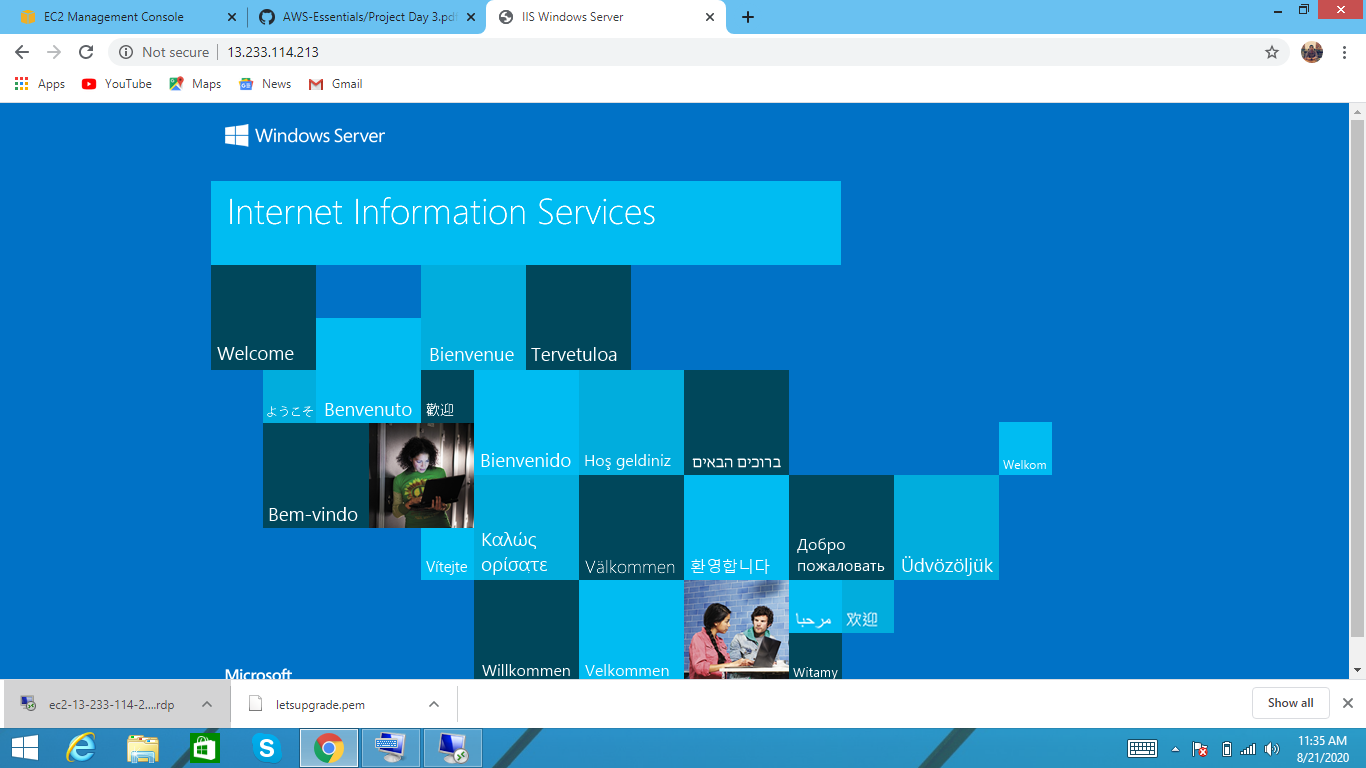 EC2 Management Console
AWS-Essentials/Project Day 3.pd
IIS Windows Server
Not secure
13.233.114.213
Apps
YouTube
Maps
News
Gmail
Windows Server
Internet Information Services
Welcome
Bienvenue
Tervetuloa
ようこそ
Benvenuto
歡迎
Bienvenido
Hoş geldiniz
ברוכים הבאים
Welkom
Bem-vindo
Vítejte
Καλώς
ορίσατε
Välkommen
환영합니다
Добро
пожаловать
Üdvözöljük
Willkommen
Velkommen
مرحبا
欢迎
Witamy
Microsoft
ec2-13-233-114-2....rdp
letsupgrade.pem
Show all
11:35 AM
8/21/2020